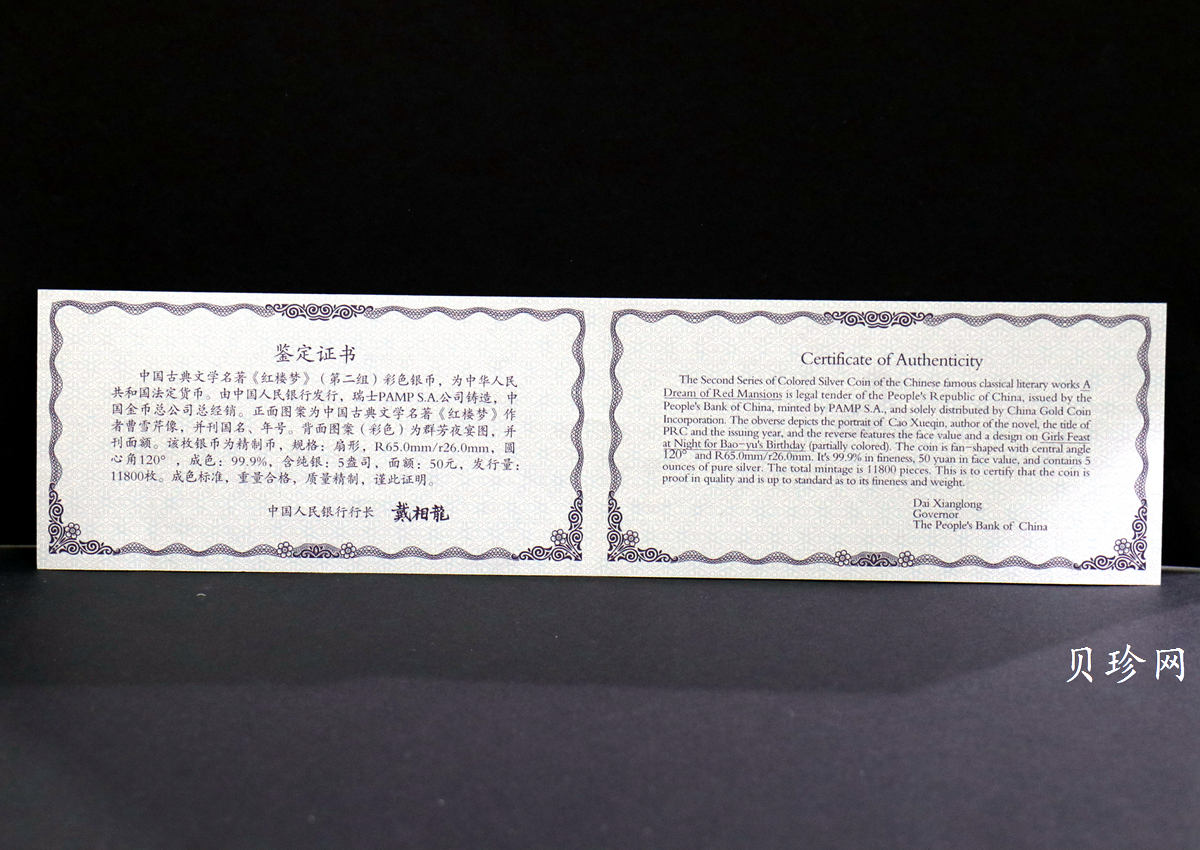 鉴定证书
中国古典文学名著《红楼梦》（第二组）彩色银币，为中华人民
共和国法定货币。由中国人民银行发行，瑞士PAMP S.A.公司铸造，中
国金币总公司总经销。正面图案为中国古典文学名著《红楼梦》作
者曹雪芹像，并刊国名、年号。背面图案（彩色）为群芳夜宴图，并
刊面额。该枚银币为精制币，规格：扇形，R65.0mm/r26.0mm，圆
心角120°，成色：99.9%，含纯银：5盎司，面额：50元，发行量：
11800枚。成色标准，重量合格，质量精制，谨此证明。
中国人民银行行长 戴相龍
Certificate of Authenticity
The Second Series of Colored Silver Coin of the Chinese famous classical literary works A
Dream of Red Mansions is legal tender of the People's Republic of China, issued by the
People's Bank of China, minted by PAMP S.A., and solely distributed by China Gold Coin
Incorporation. The obverse depicts the portrait of Cao Xueqin, author of the novel, the title of
PRC and the issuing year, and the reverse features the face value and a design on Girls Feast
at Night for Bao-yu's Birthday (partially colored). The coin is fan-shaped with central angle
120° and R65.0mm/r26.0mm. It's 99.9% in fineness, 50 yuan in face value, and contains 5
ounces of pure silver. The total mintage is 11800 pieces. This is to certify that the coin is
proof in quality and is up to standard as to its fineness and weight.
Dai Xianglong
Governor
The People's Bank of China
贝珍网